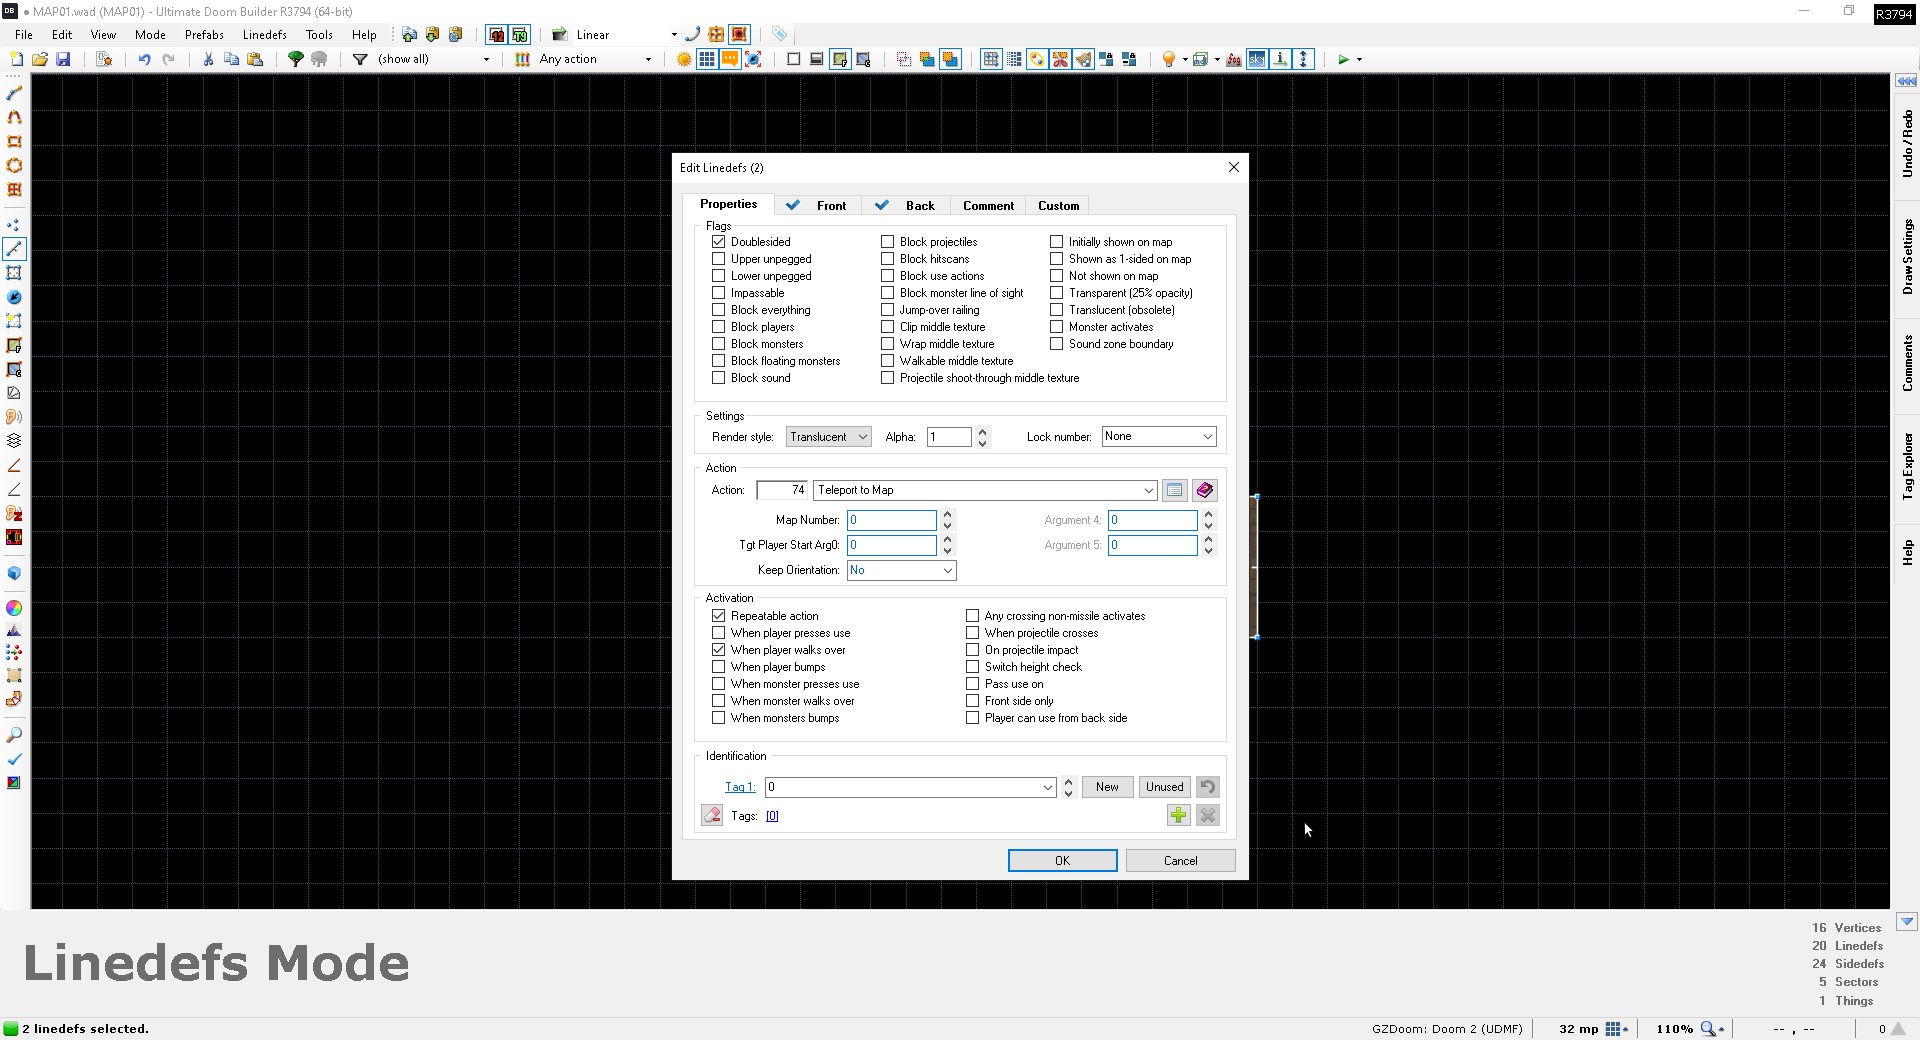 DB • MAP01.wad (MAP01) - Ultimate Doom Builder R3794 (64-bit)
R3794
File Edit View Mode Prefabs Linedefs Tools Help Linear
(show all) Any action
Undo / Redo
Draw Settings
Comments
Tag Explorer
Help
Edit Linedefs (2)
Properties Front Back Comment Custom
Flags
Doublesided Block projectiles Initially shown on map
Upper unpegged Block hitscans Shown as 1-sided on map
Lower unpegged Block use actions Not shown on map
Impassable Block monster line of sight Transparent (25% opacity)
Block everything Jump-over railing Translucent (obsolete)
Block players Clip middle texture Monster activates
Block monsters Wrap middle texture Sound zone boundary
Block floating monsters Walkable middle texture
Block sound Projectile shoot-through middle texture
Settings
Render style: Translucent Alpha: 1 Lock number: None
Action
Action: 74 Teleport to Map
Map Number: 0 Argument 4: 0
Tgt Player Start Arg0: 0 Argument 5: 0
Keep Orientation: No
Activation
Repeatable action Any crossing non-missile activates
When player presses use When projectile crosses
When player walks over On projectile impact
When player bumps Switch height check
When monster presses use Pass use on
When monster walks over Front side only
When monsters bumps Player can use from back side
Identification
Tag 1: 0 New Unused
Tags: [0]
OK Cancel
Linedefs Mode
16 Vertices
20 Linedefs
24 Sidedefs
5 Sectors
1 Things
2 linedefs selected.
GZDoom: Doom 2 (UDMF) 32 mp 110% -- , -- 0